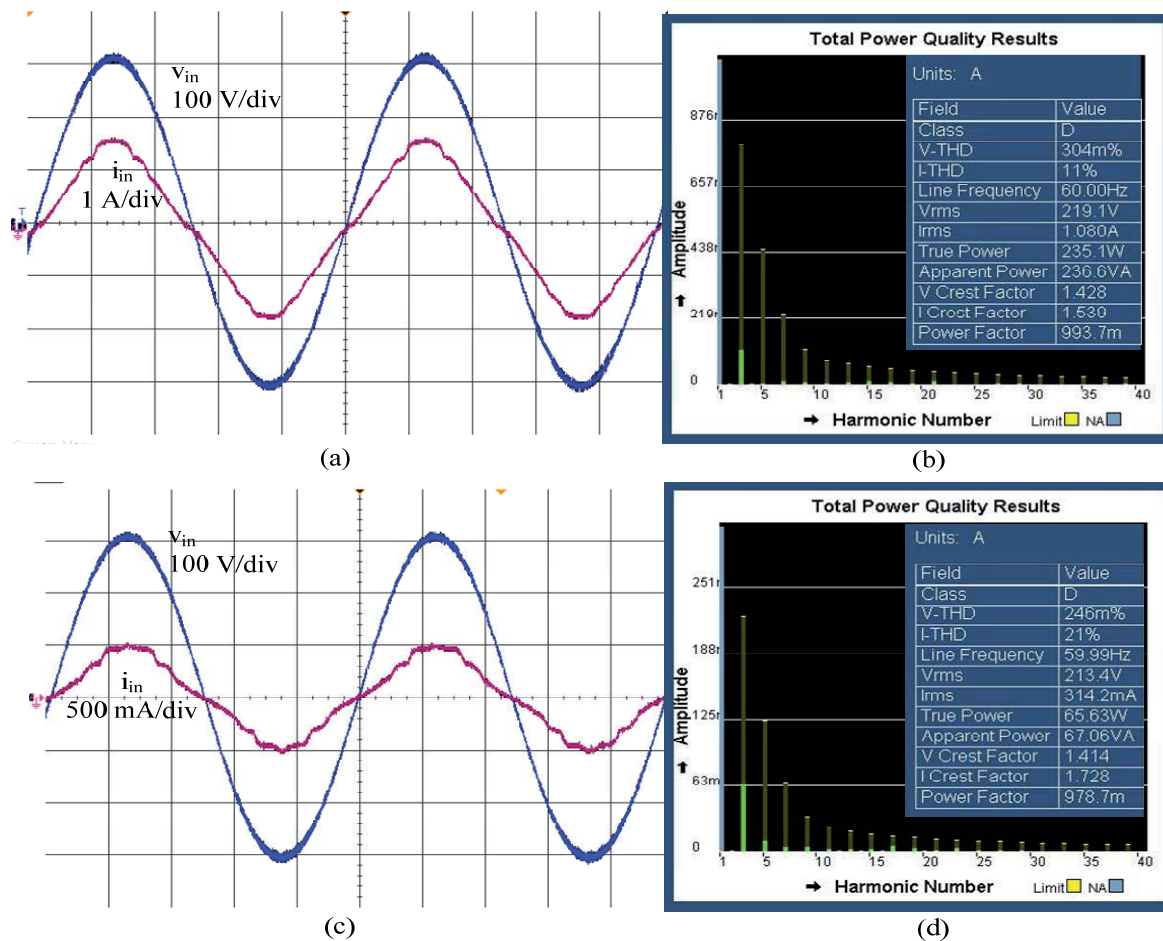 v_in
100 V/div
i_in
1 A/div
T
(a)
Total Power Quality Results
Units: A
Field Value
Class D
V-THD 304m%
I-THD 11%
Line Frequency 60.00Hz
Vrms 219.1V
Irms 1.080A
True Power 235.1W
Apparent Power 236.6VA
V Crest Factor 1.428
I Crest Factor 1.530
Power Factor 993.7m
Amplitude
876m
657m
438m
219m
0
1 5 10 15 20 25 30 35 40
Harmonic Number
Limit NA
(b)
v_in
100 V/div
i_in
500 mA/div
(c)
Total Power Quality Results
Units: A
Field Value
Class D
V-THD 246m%
I-THD 21%
Line Frequency 59.99Hz
Vrms 213.4V
Irms 314.2mA
True Power 65.63W
Apparent Power 67.06VA
V Crest Factor 1.414
I Crest Factor 1.728
Power Factor 978.7m
Amplitude
251m
188m
125m
63m
0
1 5 10 15 20 25 30 35 40
Harmonic Number
Limit NA
(d)